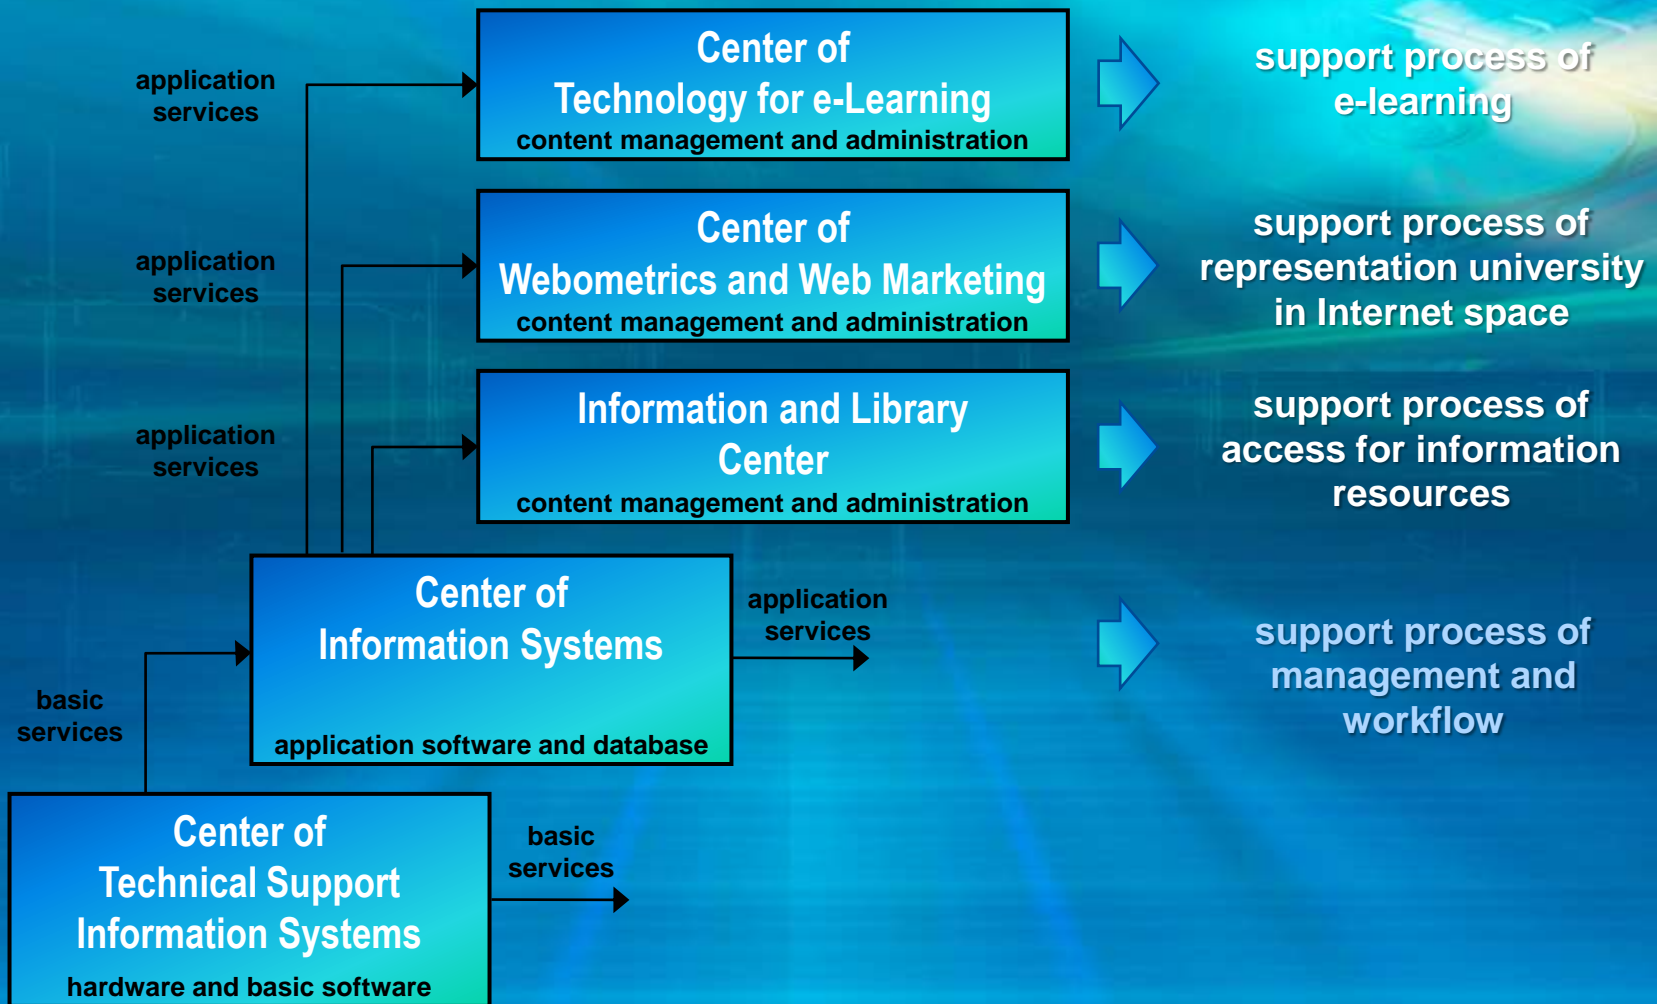 application
services
Center of
Technology for e-Learning
content management and administration
support process of
e-learning
application
services
Center of
Webometrics and Web Marketing
content management and administration
support process of
representation university
in Internet space
application
services
Information and Library
Center
content management and administration
support process of
access for information
resources
Center of
Information Systems
application software and database
application
services
support process of
management and
workflow
basic
services
Center of
Technical Support
Information Systems
hardware and basic software
basic
services